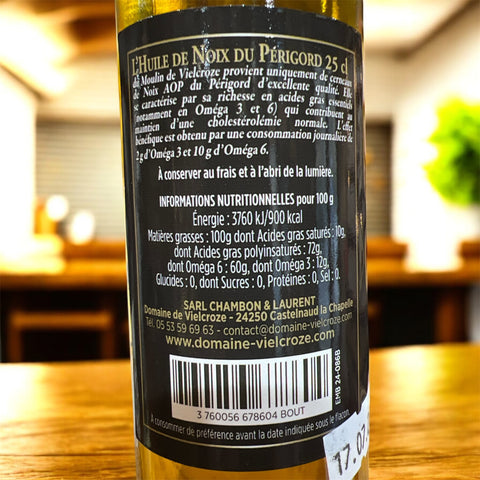 L'HUILE DE NOIX DU PÉRIGORD 25 cl
du Moulin de Vielcroze provient uniquement de cerneaux
de Noix AOP du Périgord d'excellente qualité. Elle
se caractérise par sa richesse en acides gras essentiels
(notamment en Oméga 3 et 6) qui contribuent au
maintien d'une cholestérolémie normale. L'effet
bénéfique est obtenu par une consommation journalière de
2 g d'Oméga 3 et 10 g d'Oméga 6.
À conserver au frais et à l'abri de la lumière.
INFORMATIONS NUTRITIONNELLES pour 100 g
Énergie : 3760 kJ/900 kcal
Matières grasses : 100g dont Acides gras saturés : 10g,
dont Acides gras polyinsaturés : 72g,
dont Oméga 6 : 60g, dont Oméga 3 : 12g,
Glucides : 0, dont Sucres : 0, Protéines : 0, Sel : 0.
SARL CHAMBON & LAURENT
Domaine de Vielcroze - 24250 Castelnaud la Chapelle
Tel. 05 53 59 69 63 - contact@domaine-vielcroze.com
www.domaine-vielcroze.com
3 760056 678604 BOUT
EMB 24-086B
A consommer de préférence avant la date indiquée sous le flacon.
17.07.